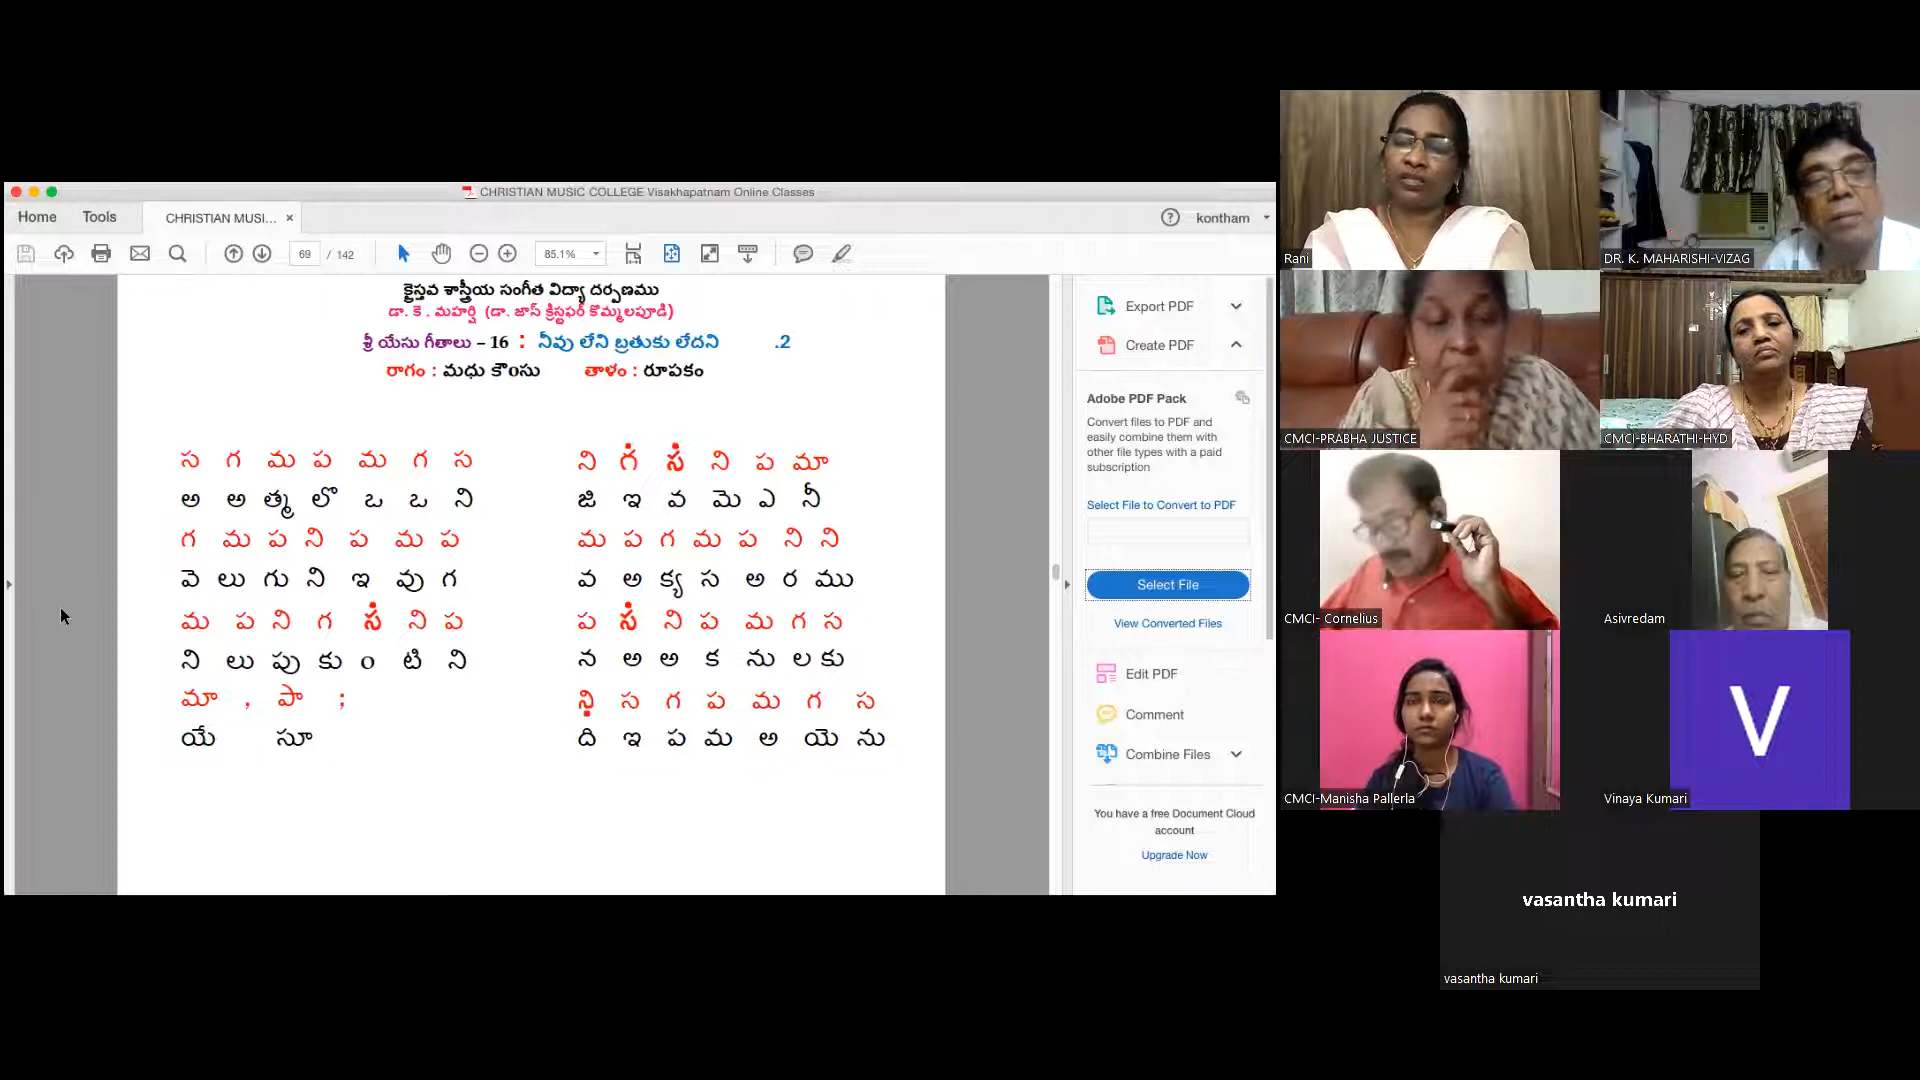 CHRISTIAN MUSIC COLLEGE Visakhapatnam Online Classes
Home Tools CHRISTIAN MUSI... × kontham
69 / 142 85.1%
క్రైస్తవ శాస్త్రీయ సంగీత విద్యా దర్పణము
డా. కె . మహర్షి (డా. జాస్ క్రిస్టఫర్ కొమ్మలపూడి)
శ్రీ యేసు గీతాలు – 16 : నీవు లేని బ్రతుకు లేదని .2
రాగం : మధు కౌంసు తాళం : రూపకం
స గ మ ప మ గ స
అ అ త్మ లొ ఒ ఒ ని
గ మ ప ని ప మ ప
వె లు గు ని ఇ వు గ
మ ప ని గ స ని ప
ని లు పు కు ం టి ని
మా , పా ;
యే సూ
ని గ స ని ప మా
జి ఇ వ మె ఎ నీ
మ ప గ మ ప ని ని
వ అ క్య స అ ర ము
ప స ని ప మ గ స
న అ అ క ను ల కు
ని స గ ప మ గ స
ది ఇ ప మ అ యె ను
Export PDF
Create PDF
Adobe PDF Pack
Convert files to PDF and
easily combine them with
other file types with a paid
subscription
Select File to Convert to PDF
Select File
View Converted Files
Edit PDF
Comment
Combine Files
You have a free Document Cloud
account
Upgrade Now
Rani
DR. K. MAHARISHI-VIZAG
CMCI-PRABHA JUSTICE
CMCI-BHARATHI-HYD
CMCI- Cornelius
Asivredam
CMCI-Manisha Pallerla
V
Vinaya Kumari
vasantha kumari
vasantha kumari